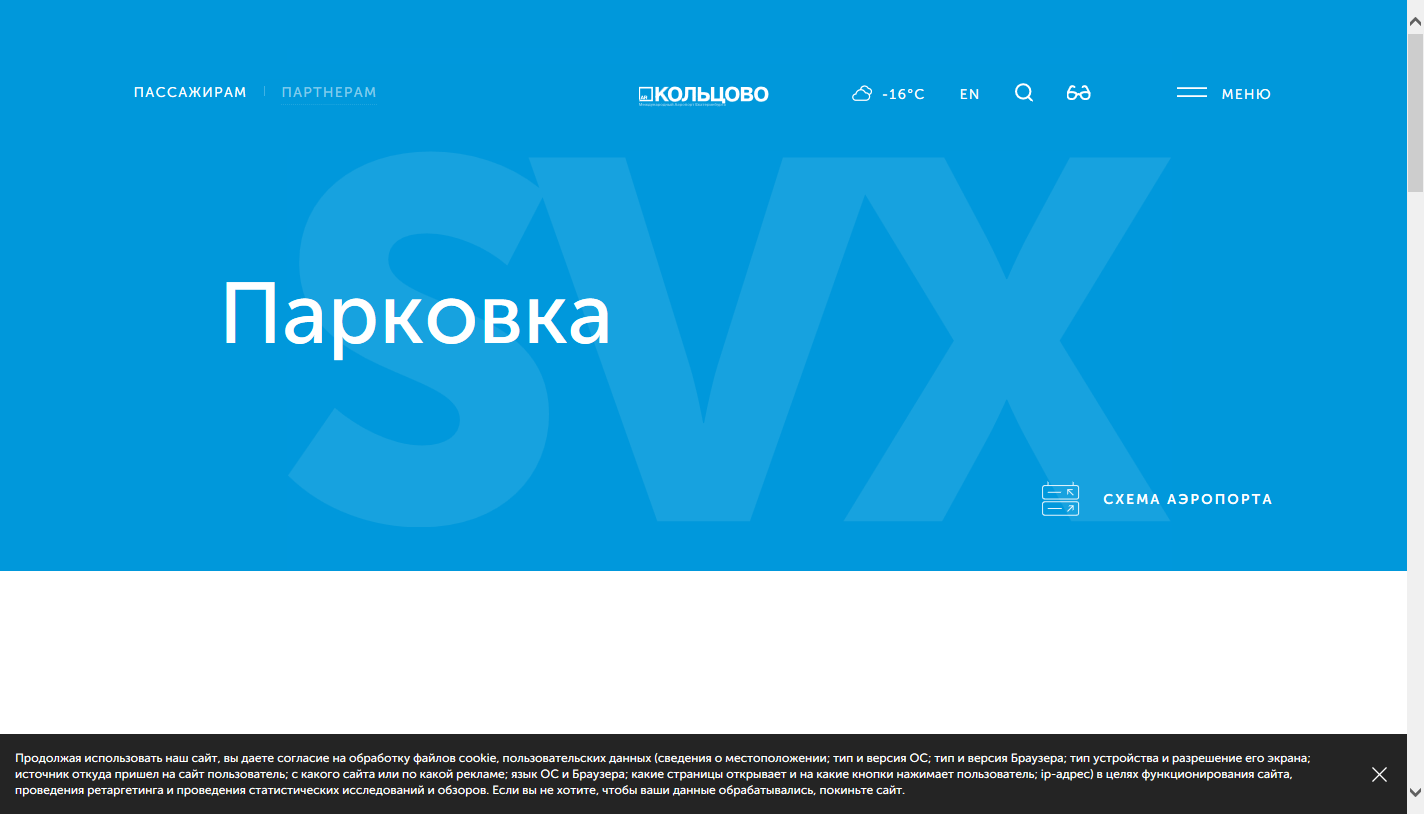 ПАССАЖИРАМ
ПАРТНЕРАМ
КОЛЬЦОВО
-16°C
EN
МЕНЮ
SVX
Парковка
СХЕМА АЭРОПОРТА
Продолжая использовать наш сайт, вы даете согласие на обработку файлов cookie, пользовательских данных (сведения о местоположении; тип и версия ОС; тип и версия Браузера; тип устройства и разрешение его экрана;
источник откуда пришел на сайт пользователь; с какого сайта или по какой рекламе; язык ОС и Браузера; какие страницы открывает и на какие кнопки нажимает пользователь; ip-адрес) в целях функционирования сайта,
проведения ретаргетинга и проведения статистических исследований и обзоров. Если вы не хотите, чтобы ваши данные обрабатывались, покиньте сайт.